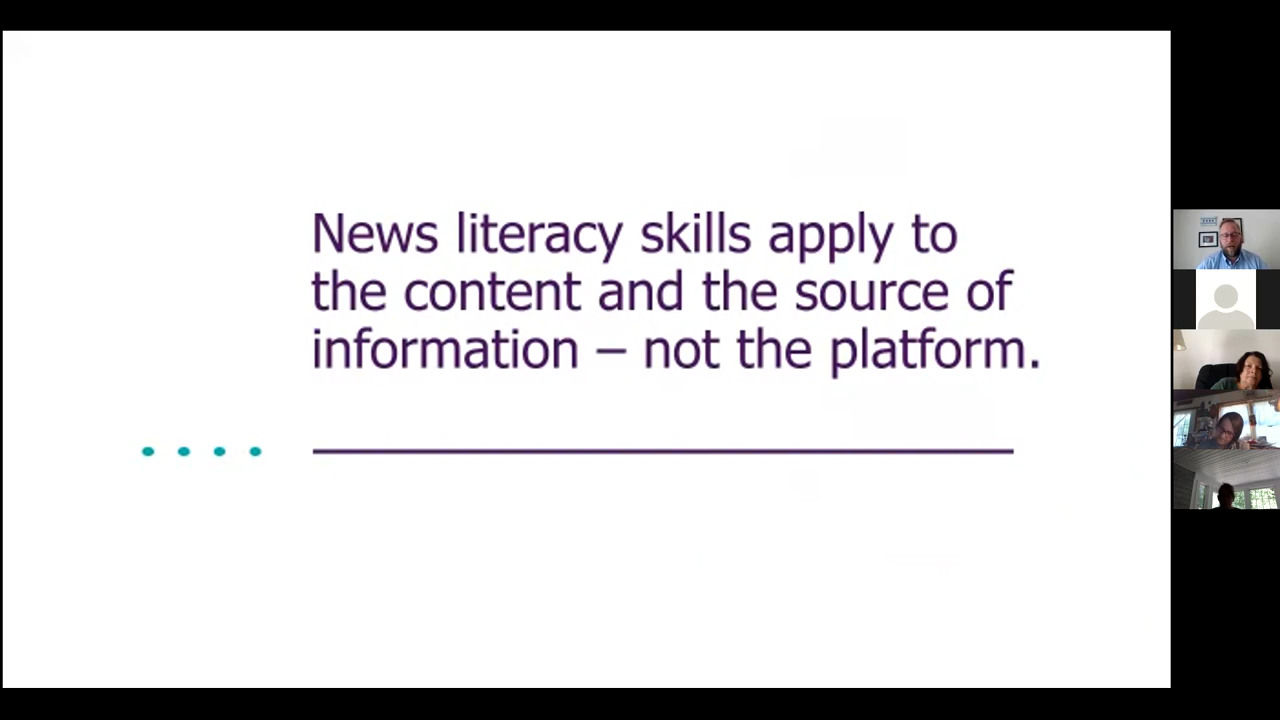 News literacy skills apply to
the content and the source of
information – not the platform.